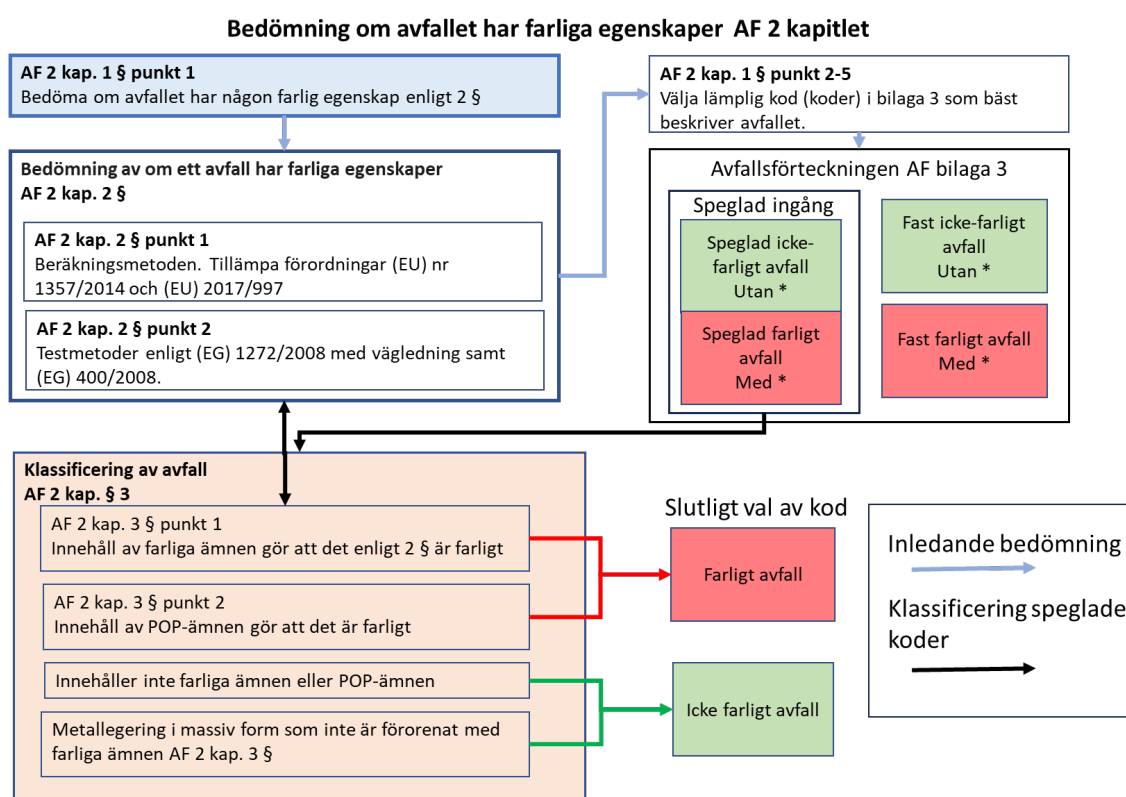 Bedömning om avfallet har farliga egenskaper AF 2 kapitlet
AF 2 kap. 1 § punkt 1
Bedöma om avfallet har någon farlig egenskap enligt 2 §
AF 2 kap. 1 § punkt 2-5
Välja lämplig kod (koder) i bilaga 3 som bäst
beskriver avfallet.
Bedömning av om ett avfall har farliga egenskaper
AF 2 kap. 2 §
AF 2 kap. 2 § punkt 1
Beräkningsmetoden. Tillämpa förordningar (EU) nr
1357/2014 och (EU) 2017/997
AF 2 kap. 2 § punkt 2
Testmetoder enligt (EG) 1272/2008 med vägledning samt
(EG) 400/2008.
Avfallsförteckningen AF bilaga 3
Speglad ingång
Speglad icke-
farligt avfall
Utan *
Speglad farligt
avfall
Med *
Fast icke-farligt
avfall
Utan *
Fast farligt avfall
Med *
Klassificering av avfall
AF 2 kap. § 3
AF 2 kap. 3 § punkt 1
Innehåll av farliga ämnen gör att det enligt 2 § är farligt
AF 2 kap. 3 § punkt 2
Innehåll av POP-ämnen gör att det är farligt
Innehåller inte farliga ämnen eller POP-ämnen
Metallegering i massiv form som inte är förorenat med
farliga ämnen AF 2 kap. 3 §
Slutligt val av kod
Farligt avfall
Icke farligt avfall
Inledande bedömning
Klassificering speglade
koder